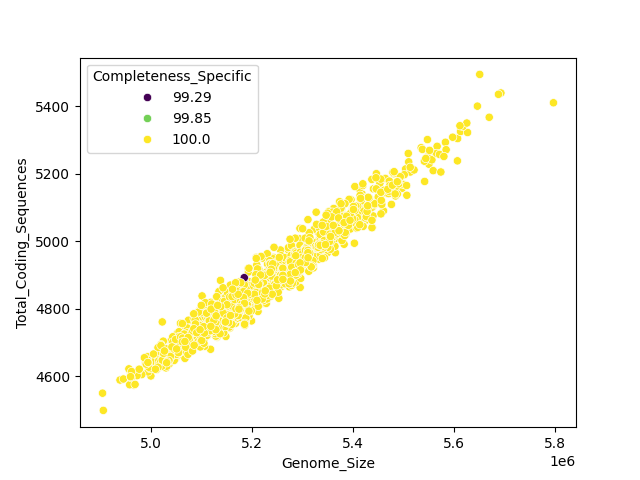 Completeness_Specific
99.29
99.85
100.0
Total_Coding_Sequences
5400
5200
5000
4800
4600
5.0 5.2 5.4 5.6 5.8
1e6
Genome_Size